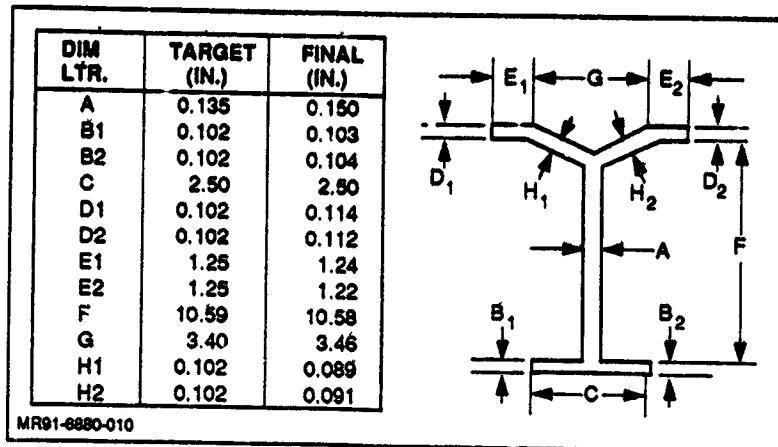 DIM LTR. TARGET (IN.) FINAL (IN.)
A 0.135 0.150
B1 0.102 0.103
B2 0.102 0.104
C 2.50 2.50
D1 0.102 0.114
D2 0.102 0.112
E1 1.25 1.24
E2 1.25 1.22
F 10.59 10.58
G 3.40 3.46
H1 0.102 0.089
H2 0.102 0.091
MR91-6880-010
E1 G E2
D1 H1 H2 D2
A F
B1 B2
C